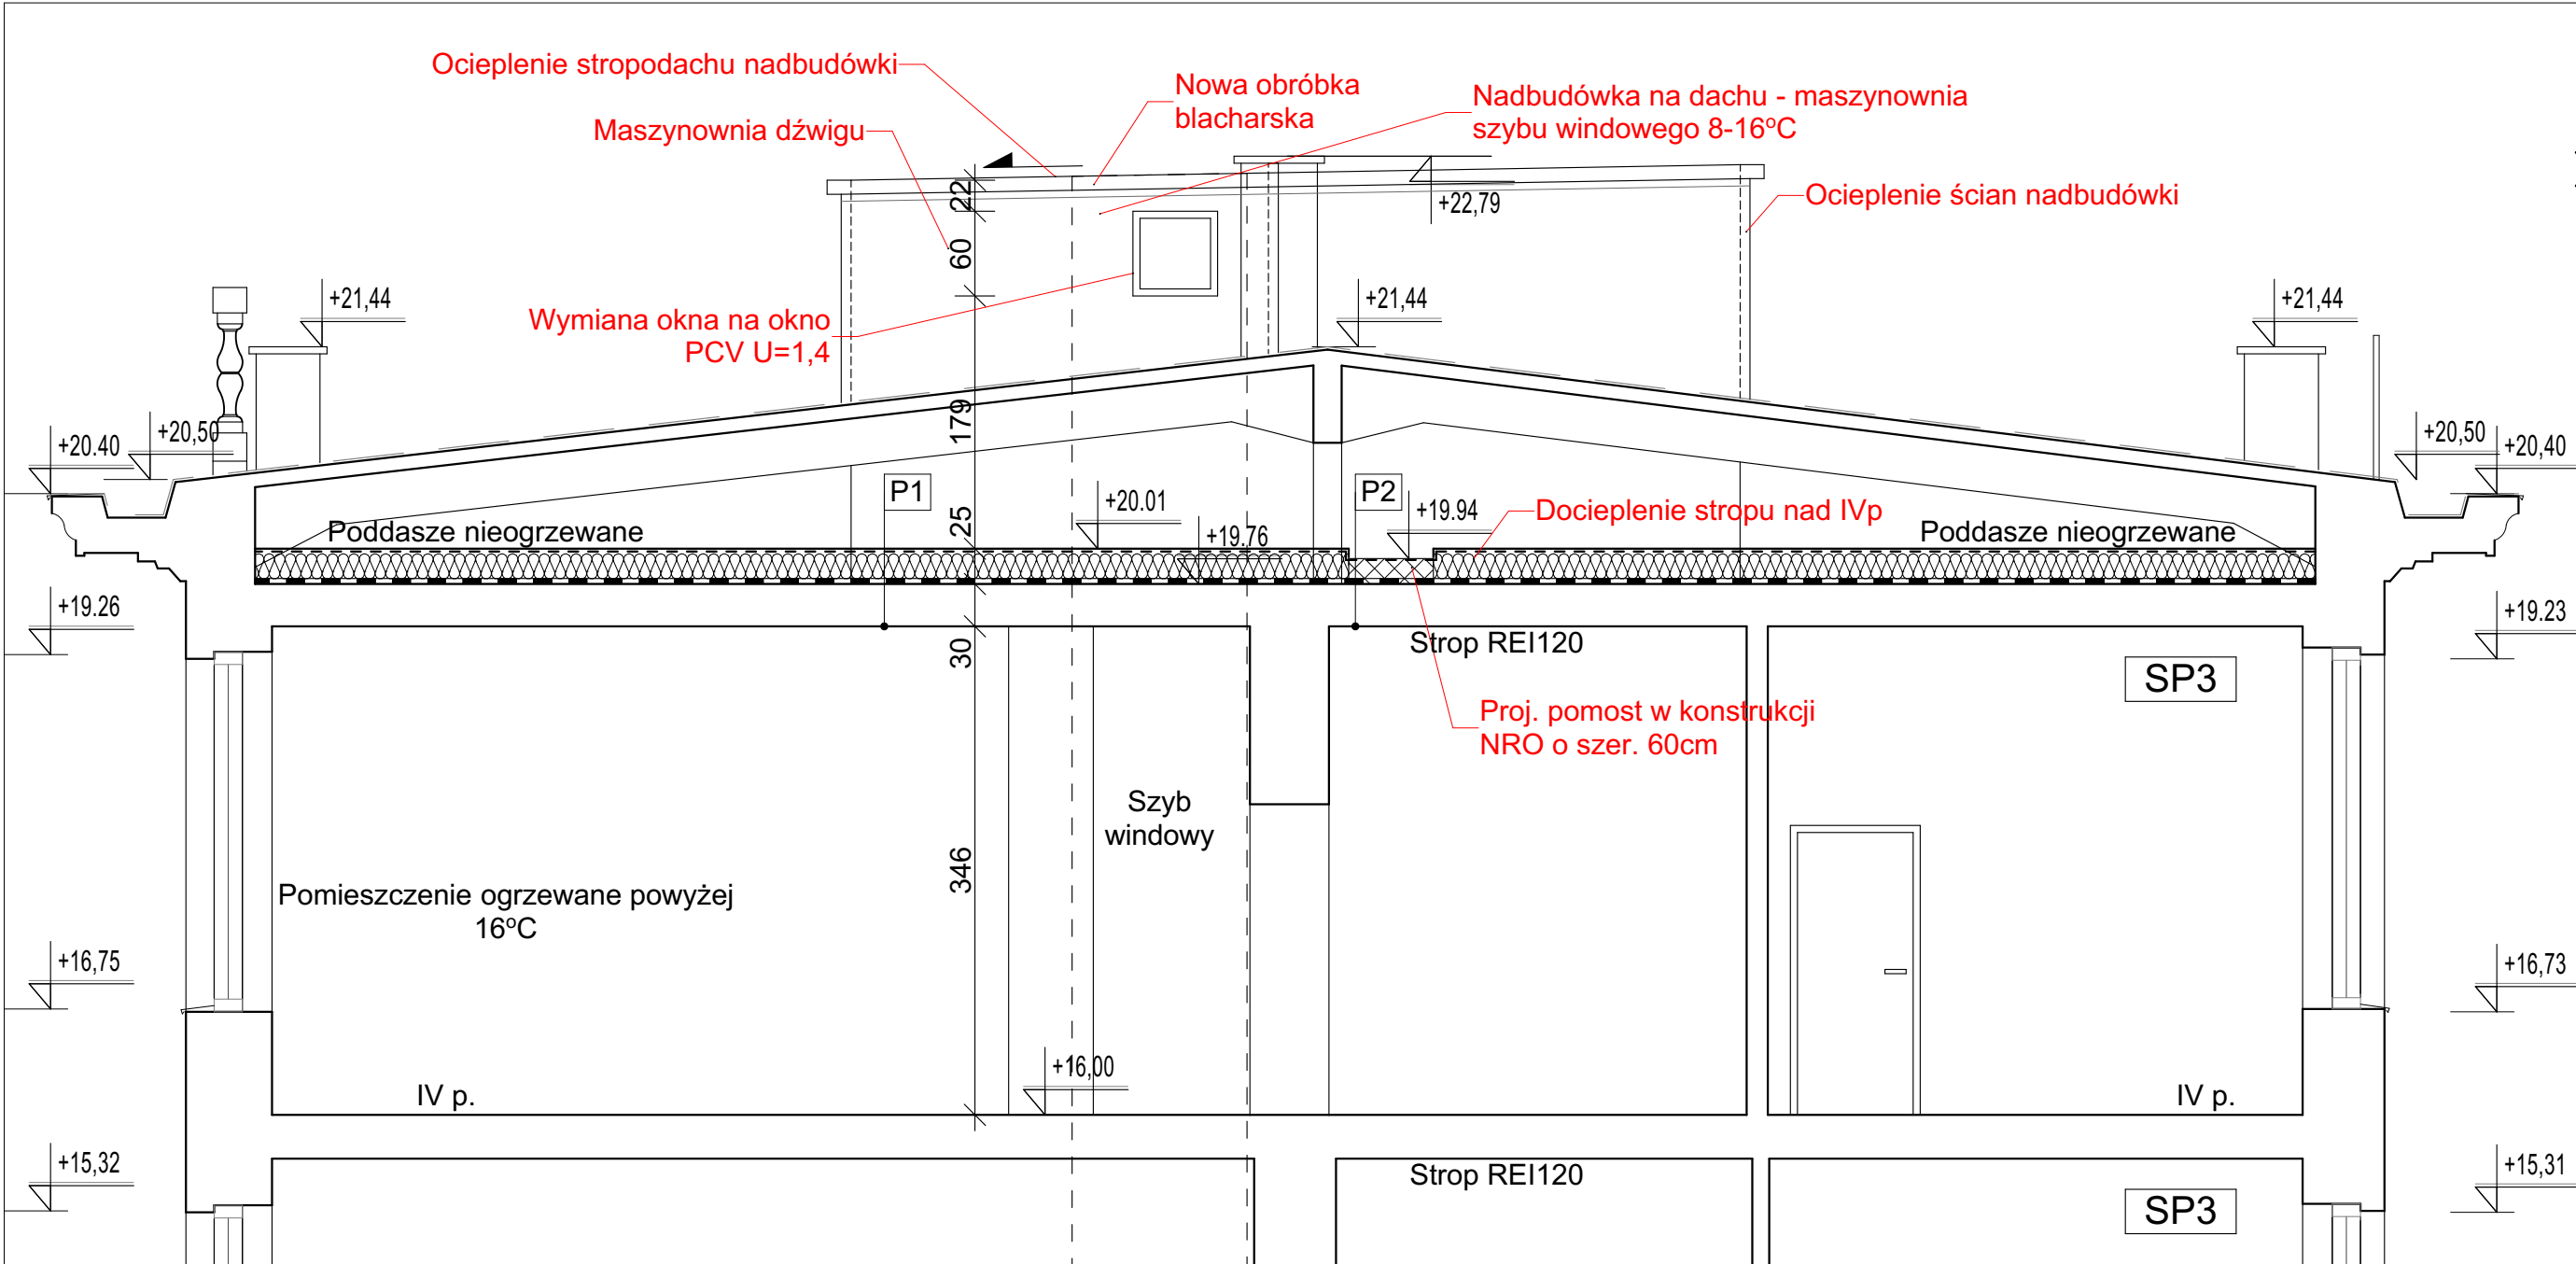 Ocieplenie stropodachu nadbudówki
Nowa obróbka
blacharska
Nadbudówka na dachu - maszynownia
szybu windowego 8-16°C
Maszynownia dźwigu
Ocieplenie ścian nadbudówki
22
+22,79
60
+21,44
+21,44
+21,44
Wymiana okna na okno
PCV U=1,4
179
+20.40
+20,50
+20,50
+20,40
P1
P2
+20.01
+19.94
Docieplenie stropu nad IVp
25
Poddasze nieogrzewane
+19.76
Poddasze nieogrzewane
+19.26
+19.23
30
Strop REI120
SP3
Proj. pomost w konstrukcji
NRO o szer. 60cm
Szyb
windowy
346
Pomieszczenie ogrzewane powyżej
16°C
+16,75
+16,73
+16,00
IV p.
IV p.
+15,32
+15,31
Strop REI120
SP3